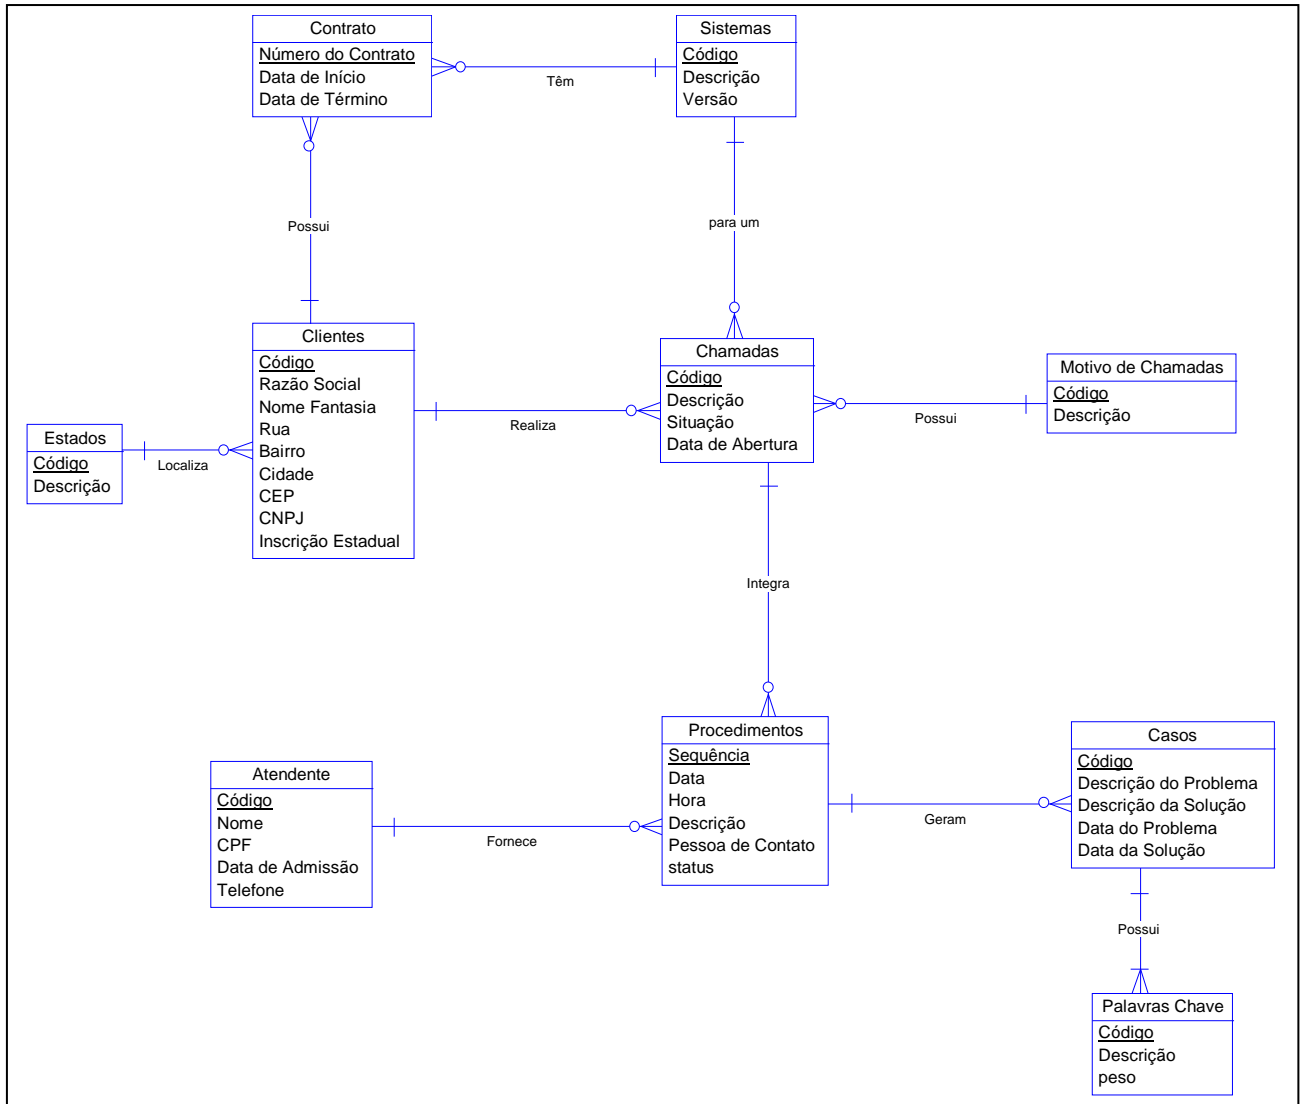 Contrato
Número do Contrato
Data de Início
Data de Término
Têm
Sistemas
Código
Descrição
Versão
Possui
para um
Clientes
Código
Razão Social
Nome Fantasia
Rua
Bairro
Cidade
CEP
CNPJ
Inscrição Estadual
Realiza
Chamadas
Código
Descrição
Situação
Data de Abertura
Possui
Motivo de Chamadas
Código
Descrição
Estados
Código
Descrição
Localiza
Integra
Atendente
Código
Nome
CPF
Data de Admissão
Telefone
Fornece
Procedimentos
Sequência
Data
Hora
Descrição
Pessoa de Contato
status
Geram
Casos
Código
Descrição do Problema
Descrição da Solução
Data do Problema
Data da Solução
Possui
Palavras Chave
Código
Descrição
peso